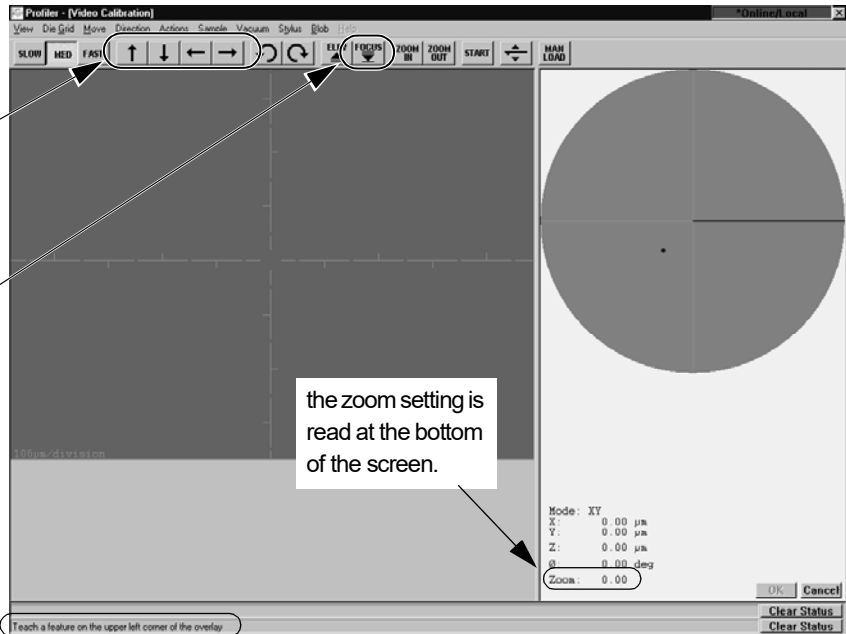 Profiler - [Video Calibration]
*Online/Local X
View Die Grid Move Direction Actions Sample Vacuum Stylus Blob Help
SLOW MED FAST ELEV FOCUS ZOOM IN ZOOM OUT START MAN LOAD
106µm/division
the zoom setting is
read at the bottom
of the screen.
Mode: XY
X: 0.00 µm
Y: 0.00 µm
Z: 0.00 µm
Ø: 0.00 deg
Zoom: 0.00
OK Cancel
Clear Status
Teach a feature on the upper left corner of the overlay
Clear Status